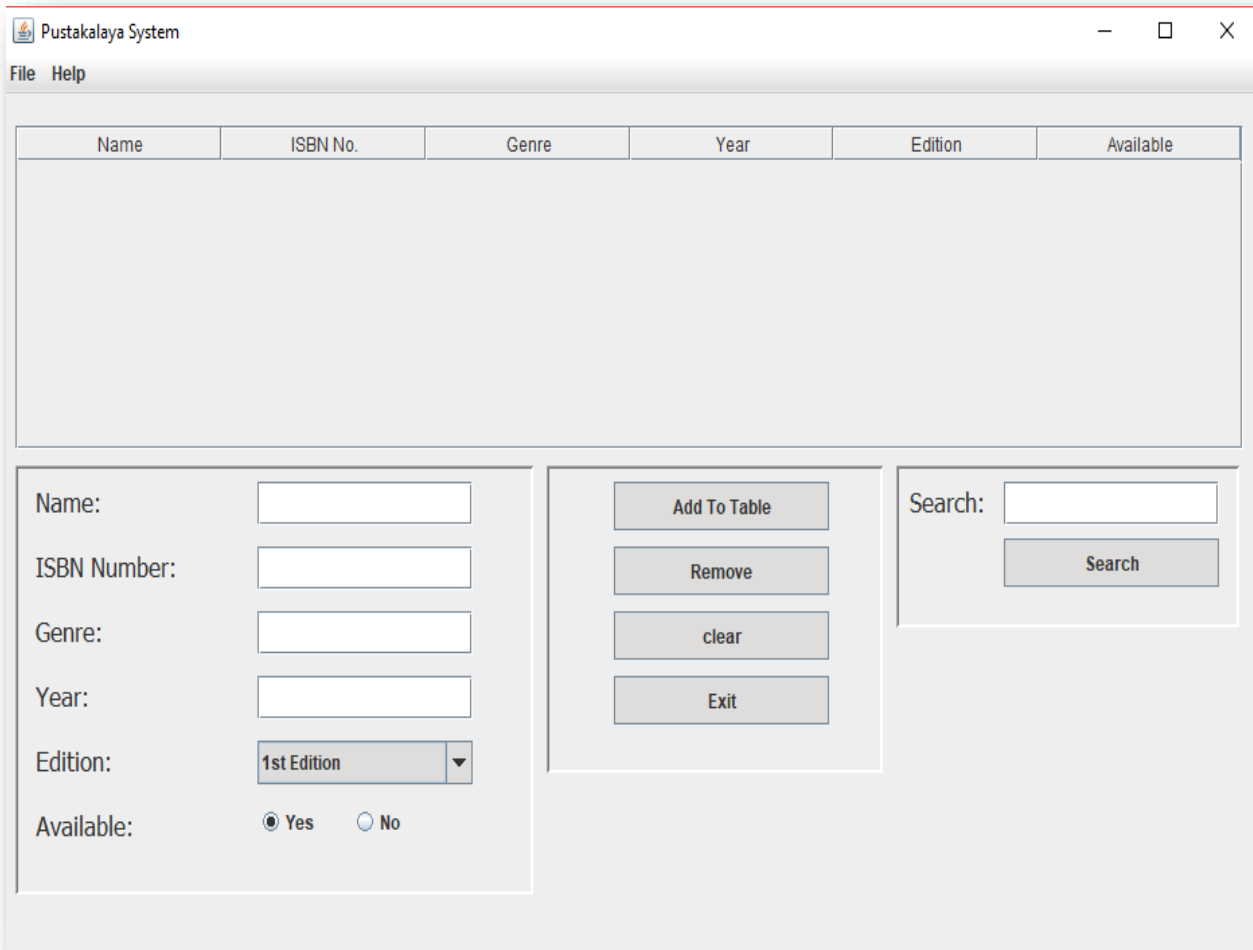 Pustakalaya System
File Help
Name ISBN No. Genre Year Edition Available
Name:
ISBN Number:
Genre:
Year:
Edition: 1st Edition
Available: Yes No
Add To Table
Remove
clear
Exit
Search:
Search